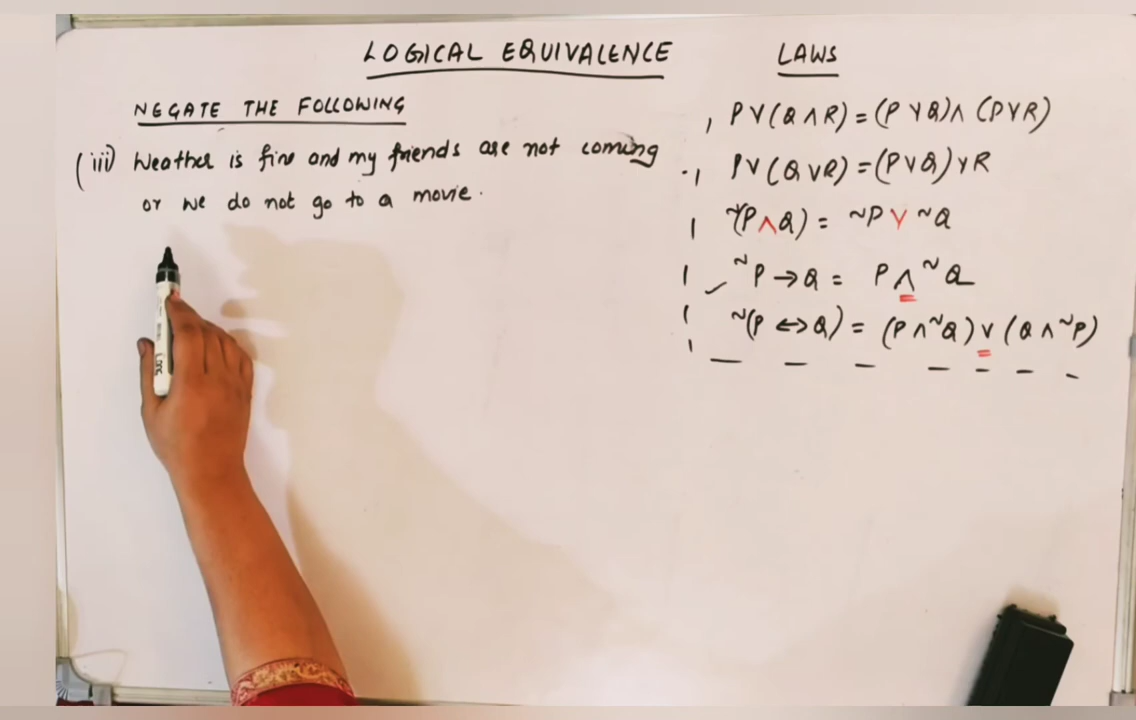 LOGICAL EQUIVALENCE
NEGATE THE FOLLOWING
(iii) Weather is fine and my friends are not coming
or we do not go to a movie.
LAWS
P∨(Q∧R)=(P∨Q)∧(P∨R)
P∨(Q∨R)=(P∨Q)∨R
~(P∧Q) = ~P ∨ ~Q
~P→Q = P∧~Q
~(P↔Q) = (P∧~Q)∨(Q∧~P)